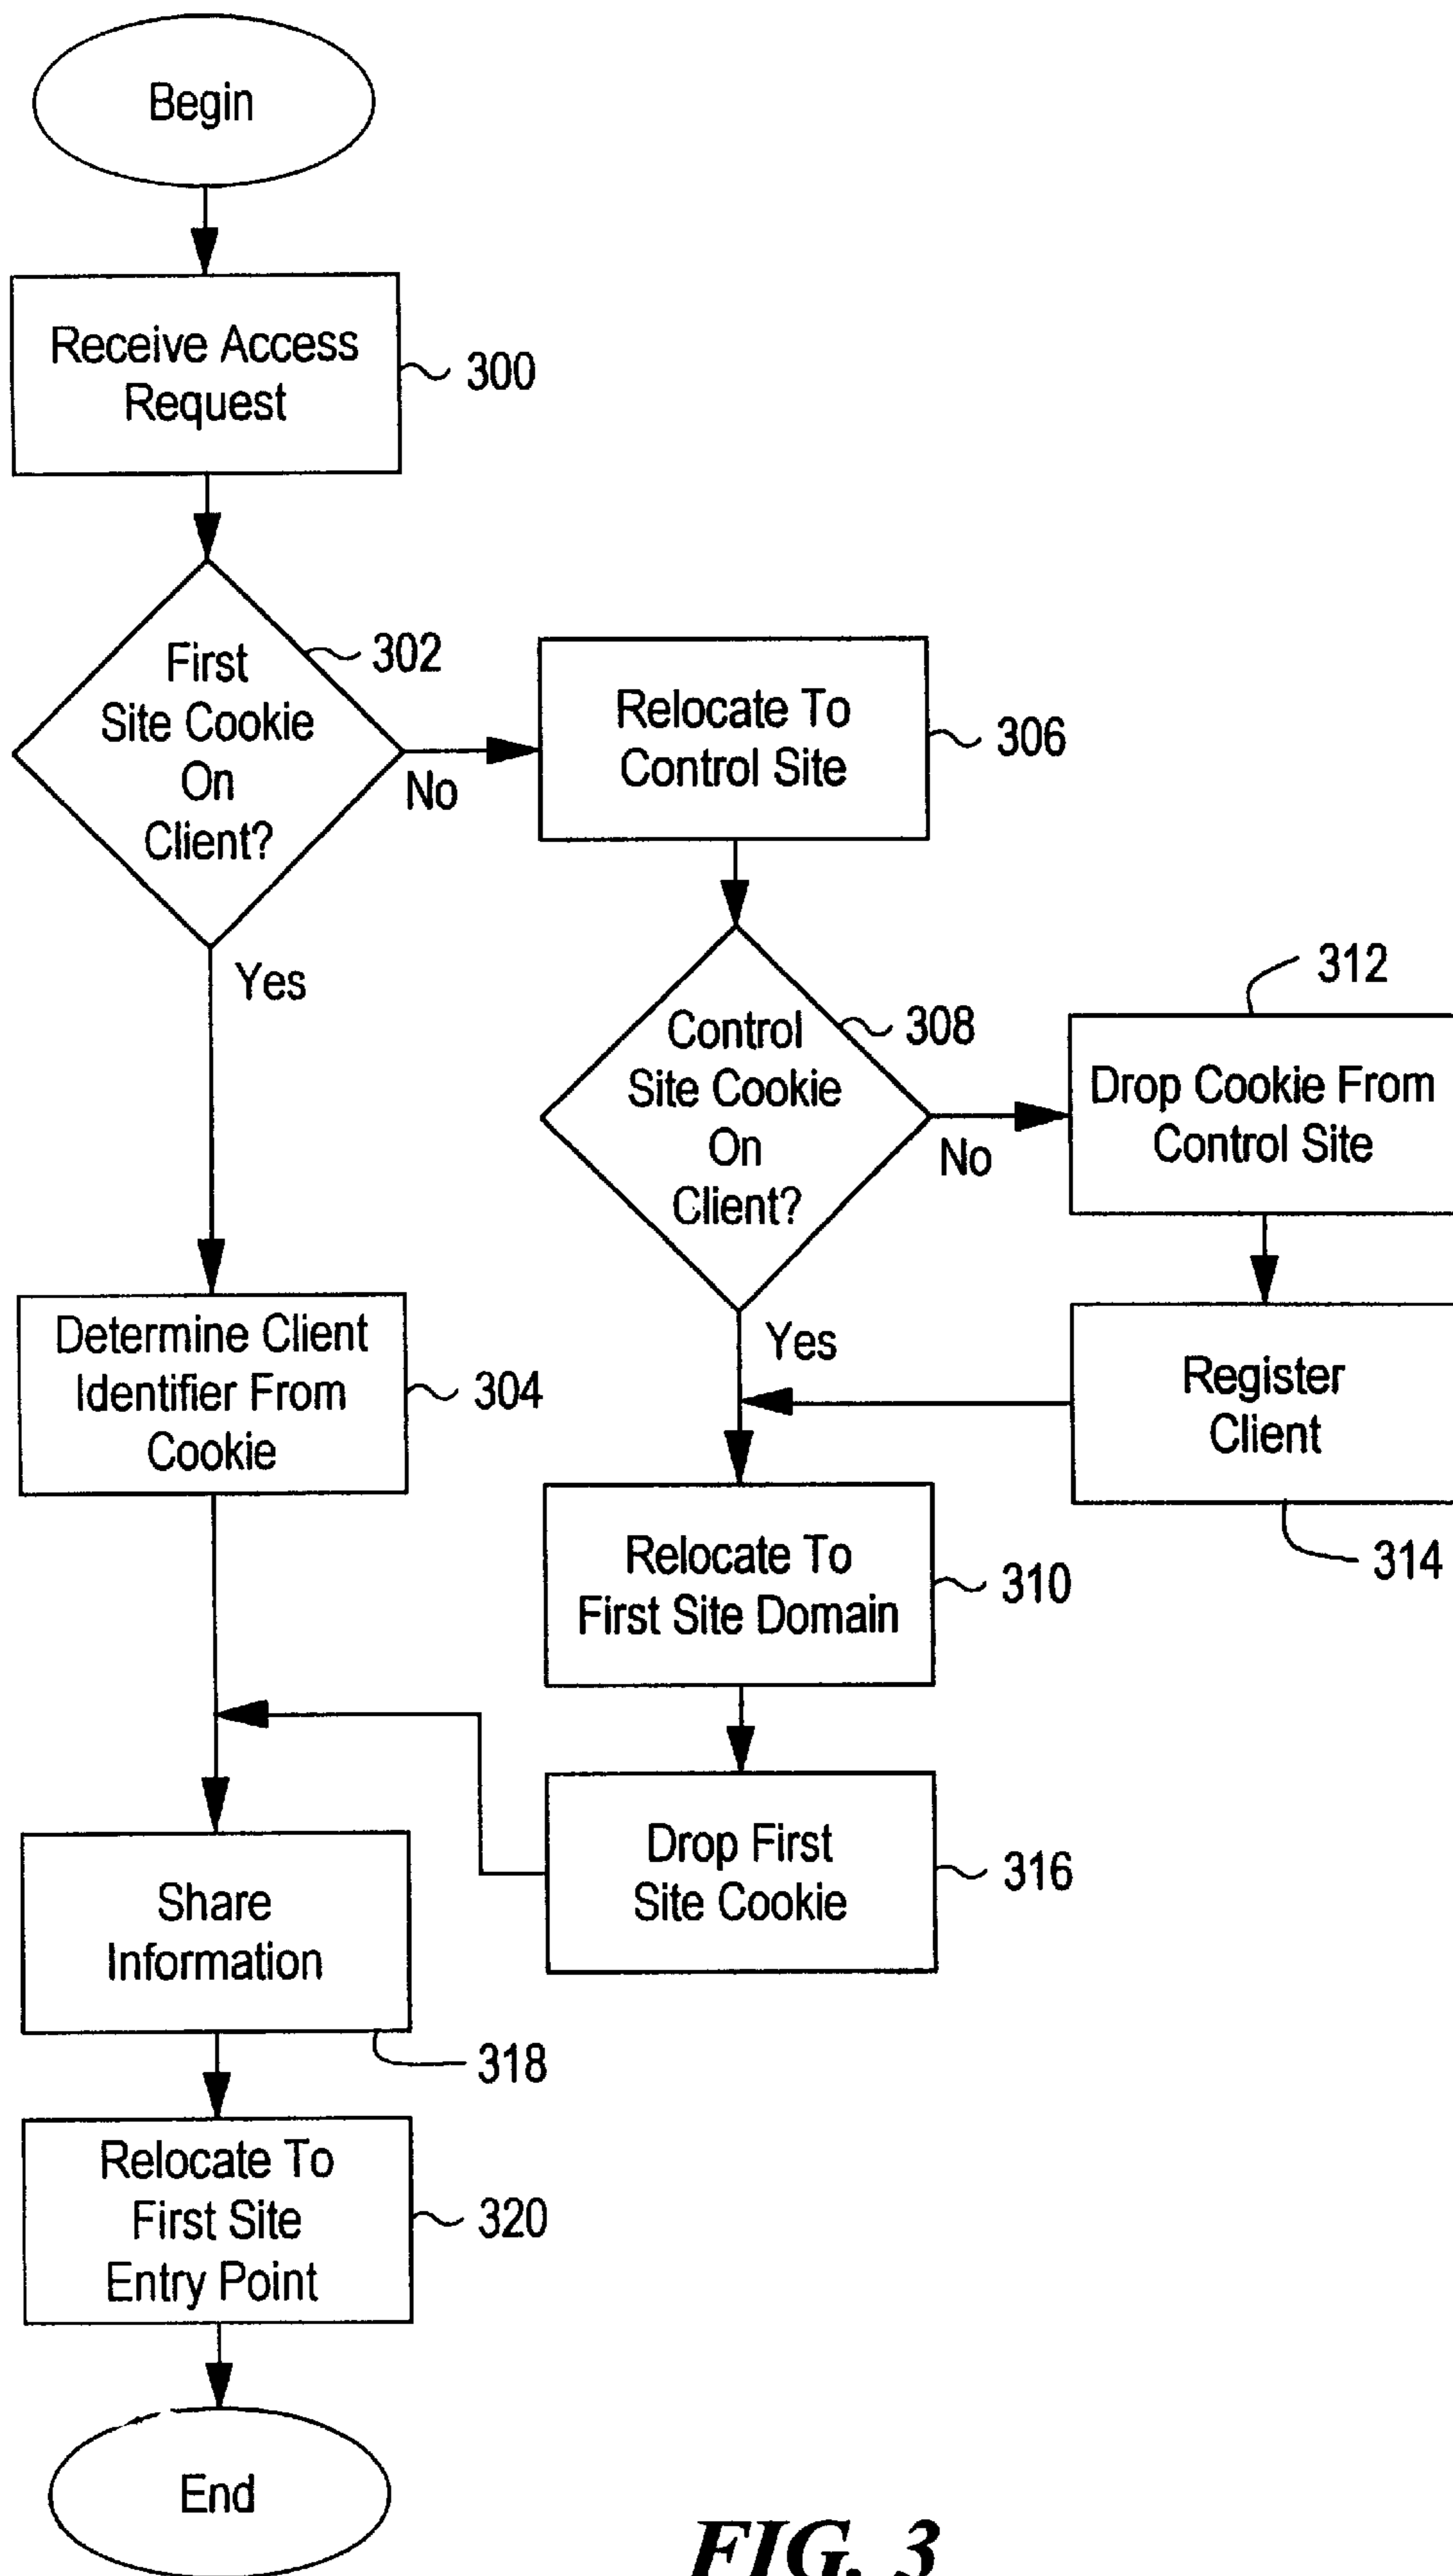 Begin
Receive Access
Request
300
First
Site Cookie
On
Client?
302
No
Yes
Relocate To
Control Site
306
Control
Site Cookie
On
Client?
308
No
Yes
312
Drop Cookie From
Control Site
Register
Client
314
Determine Client
Identifier From
Cookie
304
Relocate To
First Site Domain
310
Drop First
Site Cookie
316
Share
Information
318
Relocate To
First Site
Entry Point
320
End
FIG. 3